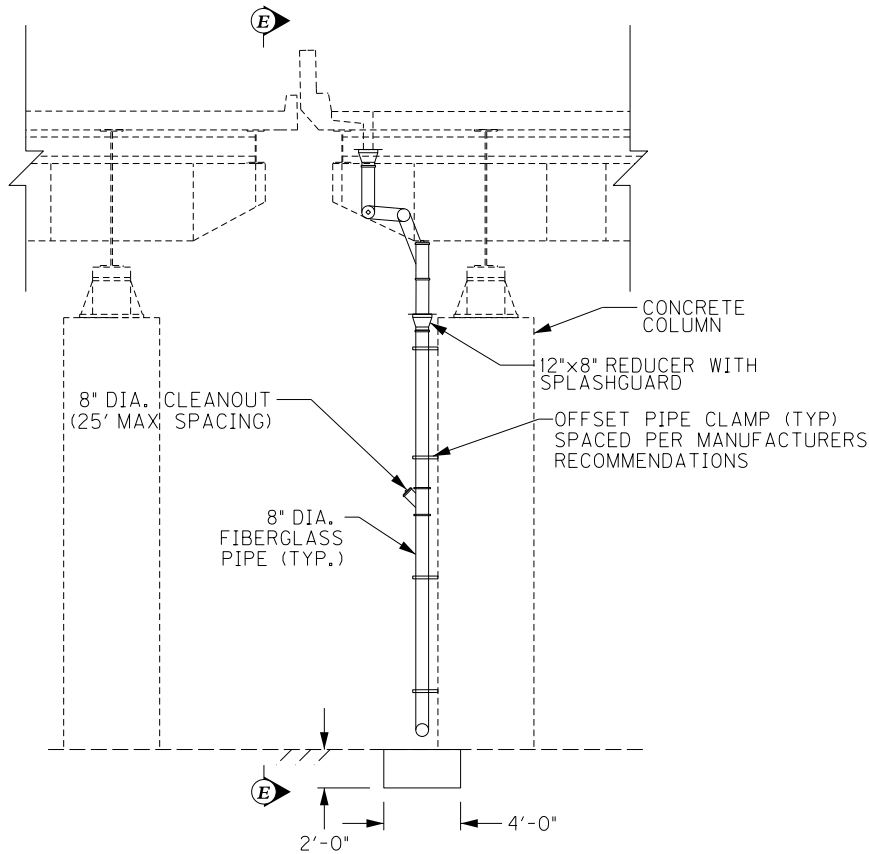 E
CONCRETE
COLUMN
12"x8" REDUCER WITH
SPLASHGUARD
8" DIA. CLEANOUT
(25' MAX SPACING)
OFFSET PIPE CLAMP (TYP)
SPACED PER MANUFACTURERS
RECOMMENDATIONS
8" DIA.
FIBERGLASS
PIPE (TYP.)
E
4'-0"
2'-0"